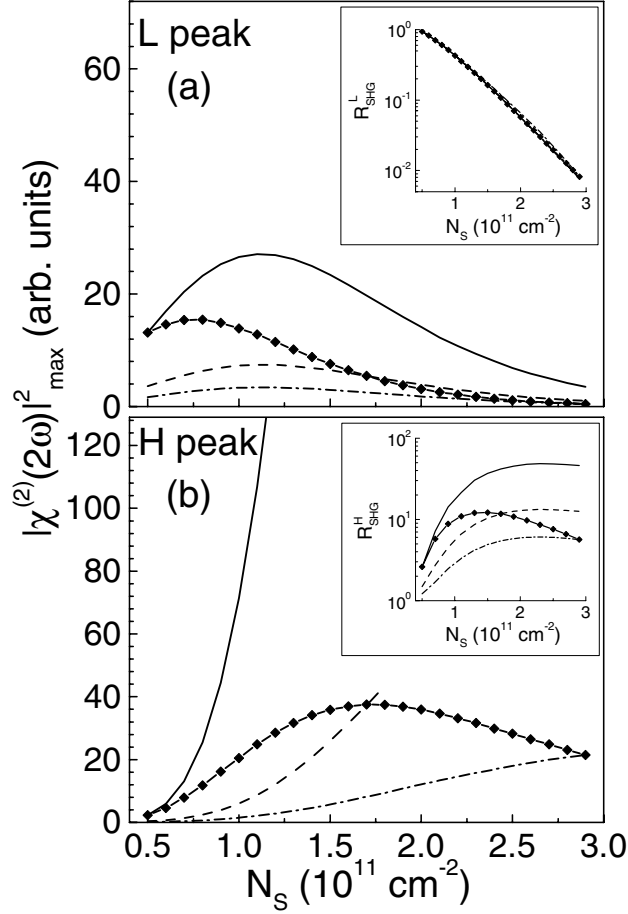 L peak
(a)
60
40
20
0
10^0
10^-1
10^-2
R^L_SHG
1 2 3
N_S (10^11 cm^-2)
|χ^(2)(2ω)|^2_max (arb. units)
H peak
(b)
120
100
80
60
40
20
0
10^2
10^1
10^0
R^H_SHG
1 2 3
N_S (10^11 cm^-2)
0.5 1.0 1.5 2.0 2.5 3.0
N_S (10^11 cm^-2)